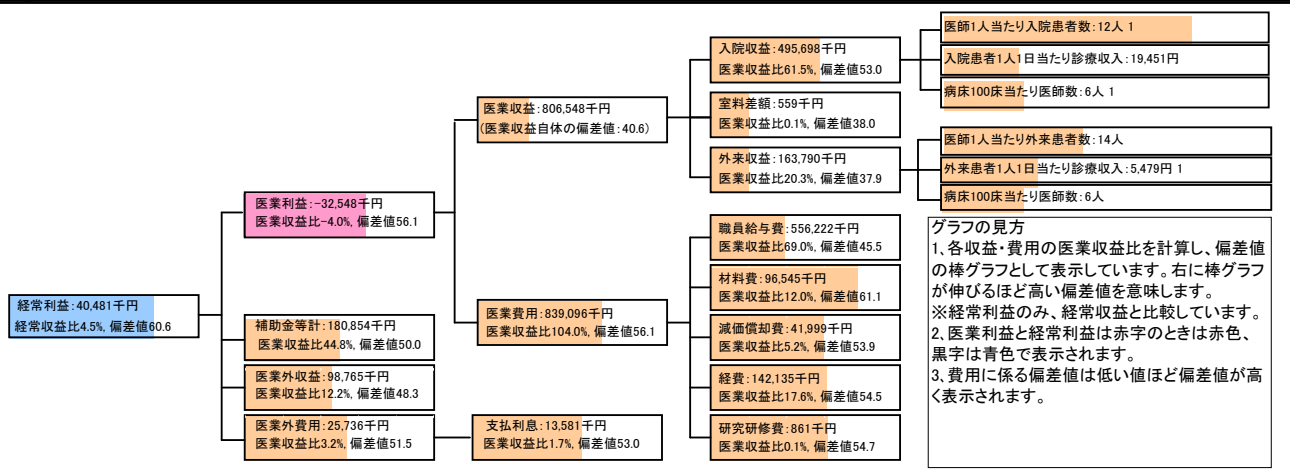 経常利益:40,481千円
経常収益比4.5%, 偏差値60.6
医業利益:-32,548千円
医業収益比-4.0%, 偏差値56.1
補助金等計:180,854千円
医業収益比44.8%, 偏差値50.0
医業外収益:98,765千円
医業収益比12.2%, 偏差値48.3
医業外費用:25,736千円
医業収益比3.2%, 偏差値51.5
医業収益:806,548千円
(医業収益自体の偏差値:40.6)
医業費用:839,096千円
医業収益比104.0%, 偏差値56.1
支払利息:13,581千円
医業収益比1.7%, 偏差値53.0
入院収益:495,698千円
医業収益比61.5%, 偏差値53.0
室料差額:559千円
医業収益比0.1%, 偏差値38.0
外来収益:163,790千円
医業収益比20.3%, 偏差値37.9
職員給与費:556,222千円
医業収益比69.0%, 偏差値45.5
材料費:96,545千円
医業収益比12.0%, 偏差値61.1
減価償却費:41,999千円
医業収益比5.2%, 偏差値53.9
経費:142,135千円
医業収益比17.6%, 偏差値54.5
研究研修費:861千円
医業収益比0.1%, 偏差値54.7
医師1人当たり入院患者数:12人 1
入院患者1人1日当たり診療収入:19,451円
病床100床当たり医師数:6人 1
医師1人当たり外来患者数:14人
外来患者1人1日当たり診療収入:5,479円 1
病床100床当たり医師数:6人
グラフの見方
1、各収益・費用の医業収益比を計算し、偏差値
の棒グラフとして表示しています。右に棒グラフ
が伸びるほど高い偏差値を意味します。
※経常利益のみ、経常収益と比較しています。
2、医業利益と経常利益は赤字のときは赤色、
黒字は青色で表示されます。
3、費用に係る偏差値は低い値ほど偏差値が高
く表示されます。